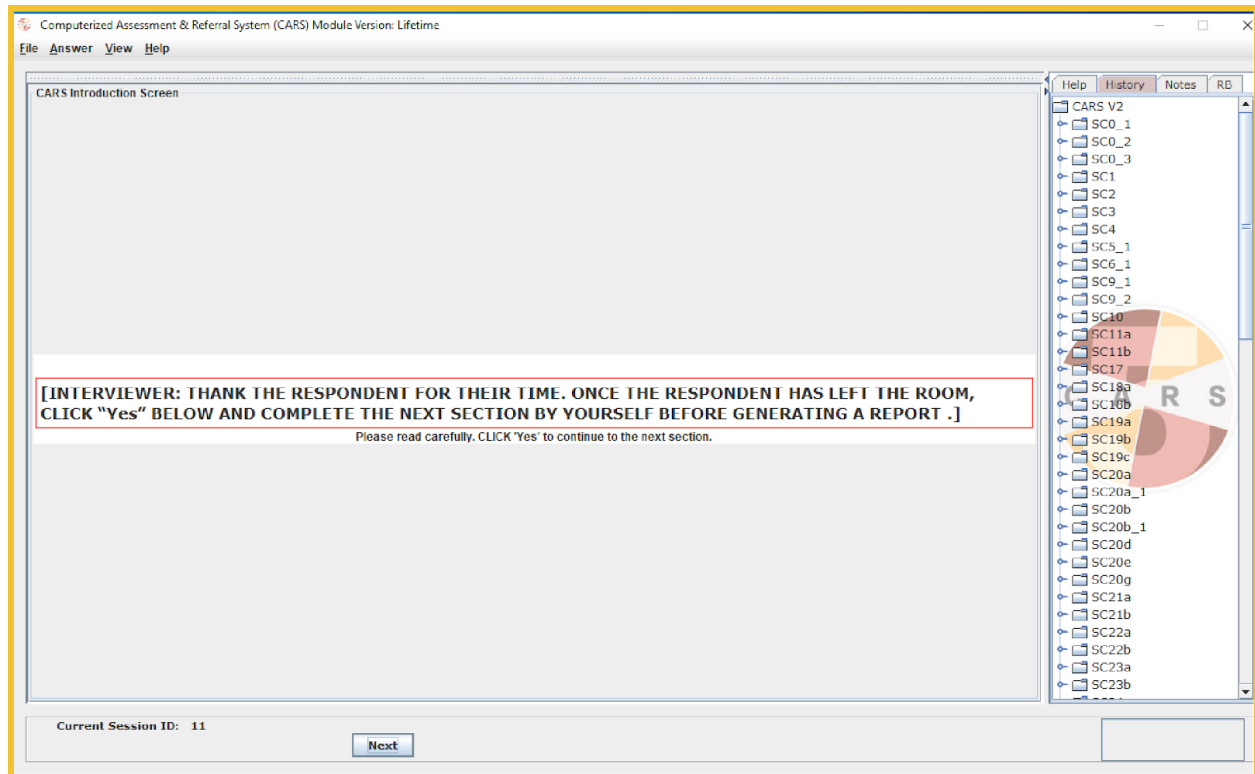 Computerized Assessment & Referral System (CARS) Module Version: Lifetime
File Answer View Help
CARS Introduction Screen
[INTERVIEWER: THANK THE RESPONDENT FOR THEIR TIME. ONCE THE RESPONDENT HAS LEFT THE ROOM,
CLICK “Yes” BELOW AND COMPLETE THE NEXT SECTION BY YOURSELF BEFORE GENERATING A REPORT .]
Please read carefully. CLICK 'Yes' to continue to the next section.
Help History Notes RB
CARS V2
SC0_1
SC0_2
SC0_3
SC1
SC2
SC3
SC4
SC5_1
SC6_1
SC9_1
SC9_2
SC10
SC11a
SC11b
SC17
SC18a
SC18b
SC19a
SC19b
SC19c
SC20a
SC20a_1
SC20b
SC20b_1
SC20d
SC20e
SC20g
SC21a
SC21b
SC22a
SC22b
SC23a
SC23b
C A R S
Current Session ID: 11
Next